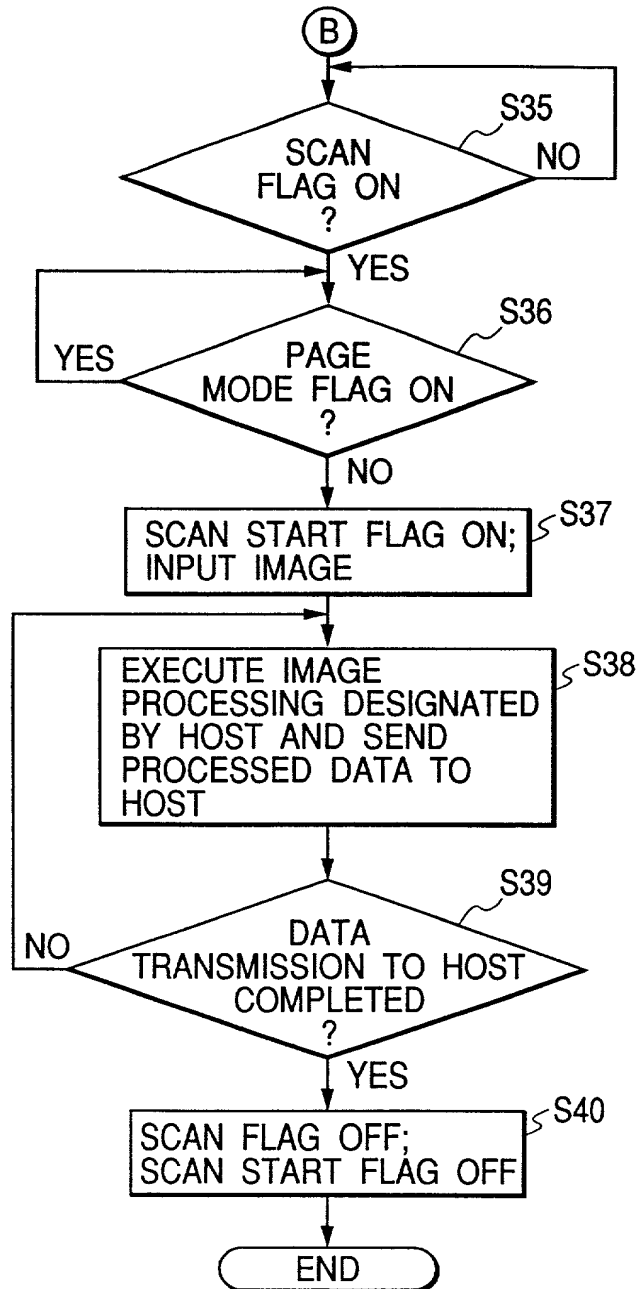 B
S35
SCAN
FLAG ON
?
NO
YES
S36
YES
PAGE
MODE FLAG ON
?
NO
S37
SCAN START FLAG ON;
INPUT IMAGE
S38
EXECUTE IMAGE
PROCESSING DESIGNATED
BY HOST AND SEND
PROCESSED DATA TO
HOST
S39
NO
DATA
TRANSMISSION TO HOST
COMPLETED
?
YES
S40
SCAN FLAG OFF;
SCAN START FLAG OFF
END